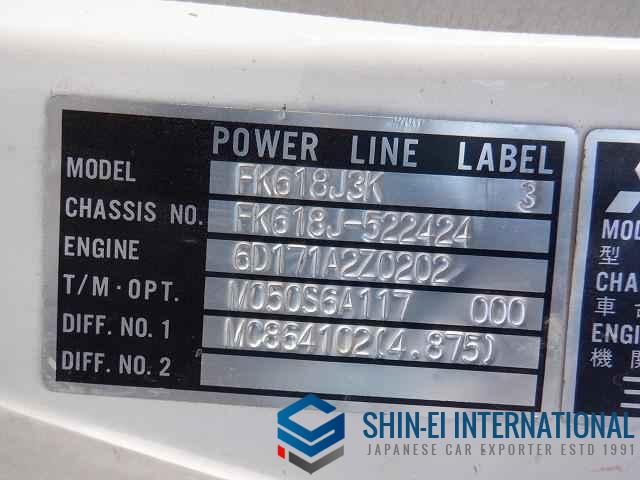 POWER LINE LABEL
MODEL FK618J3K 3
CHASSIS NO. FK618J-522424
ENGINE 6D171A2Z0202
T/M·OPT. M050S6A117 000
DIFF. NO. 1 MC864102(4.875)
DIFF. NO. 2
MOD
型
CHA
車台
ENGI
機関
SHIN-EI INTERNATIONAL
JAPANESE CAR EXPORTER ESTD 1991